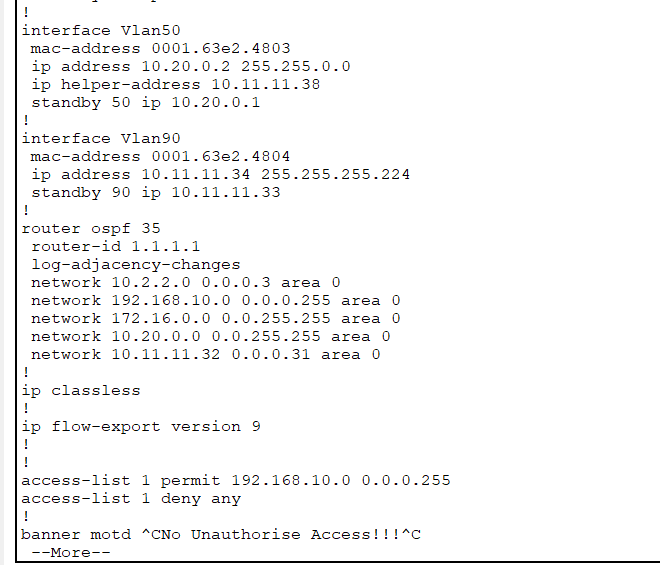 !
interface Vlan50
mac-address 0001.63e2.4803
ip address 10.20.0.2 255.255.0.0
ip helper-address 10.11.11.38
standby 50 ip 10.20.0.1
!
interface Vlan90
mac-address 0001.63e2.4804
ip address 10.11.11.34 255.255.255.224
standby 90 ip 10.11.11.33
!
router ospf 35
router-id 1.1.1.1
log-adjacency-changes
network 10.2.2.0 0.0.0.3 area 0
network 192.168.10.0 0.0.0.255 area 0
network 172.16.0.0 0.0.255.255 area 0
network 10.20.0.0 0.0.255.255 area 0
network 10.11.11.32 0.0.0.31 area 0
!
ip classless
!
ip flow-export version 9
!
!
access-list 1 permit 192.168.10.0 0.0.0.255
access-list 1 deny any
!
banner motd ^CNo Unauthorise Access!!!^C
--More--